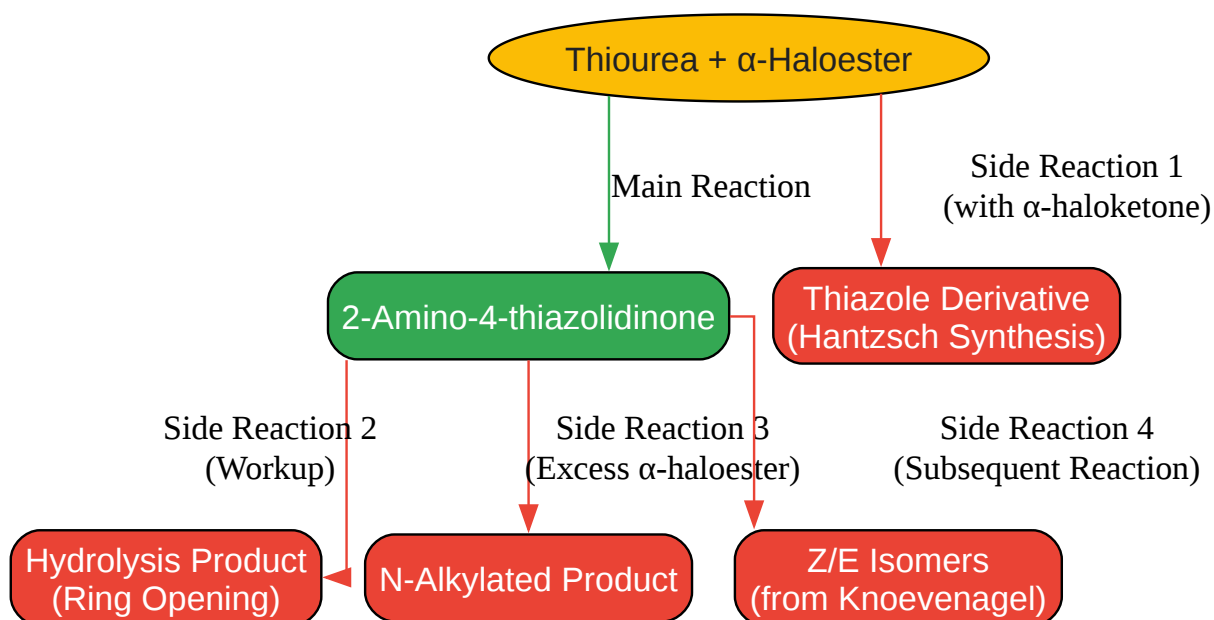 Thiourea + α-Haloester
Main Reaction
Side Reaction 1
(with α-haloketone)
2-Amino-4-thiazolidinone
Thiazole Derivative
(Hantzsch Synthesis)
Side Reaction 2
(Workup)
Side Reaction 3
(Excess α-haloester)
Side Reaction 4
(Subsequent Reaction)
Hydrolysis Product
(Ring Opening)
N-Alkylated Product
Z/E Isomers
(from Knoevenagel)